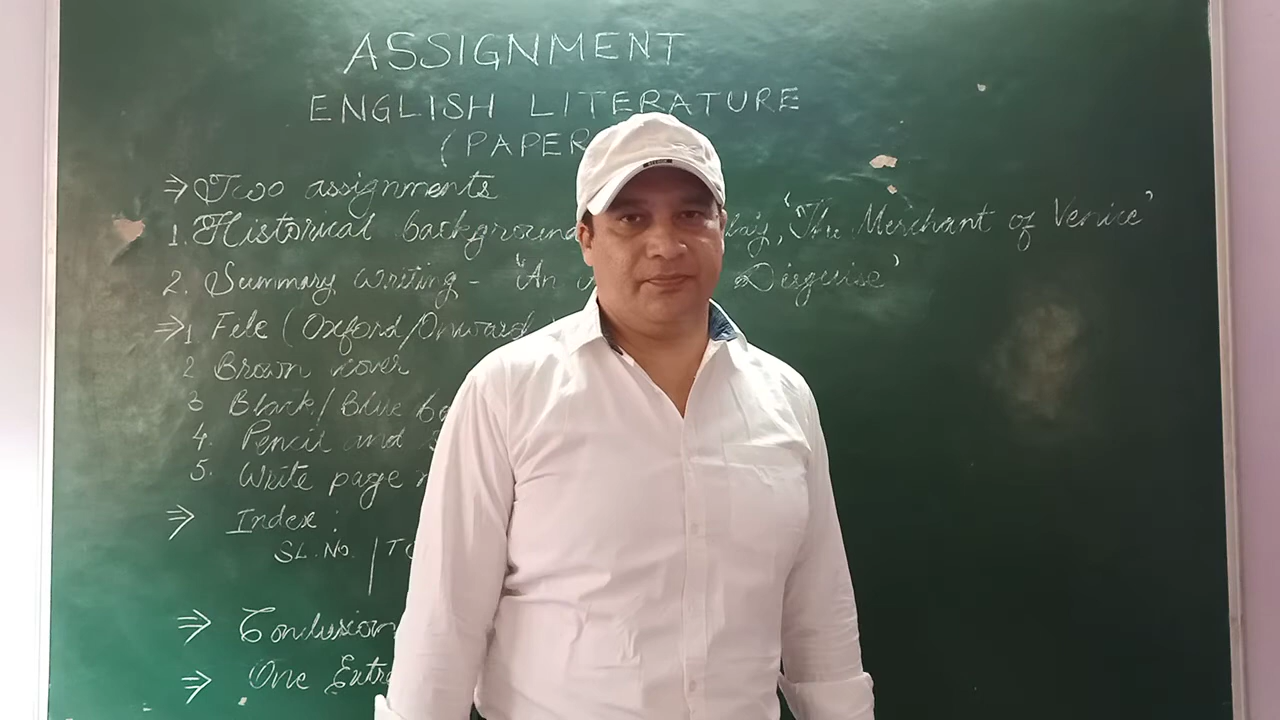 ASSIGNMENT
ENGLISH LITERATURE
(PAPER
⇒ Two assignments
1. Historical background 'The Merchant of Venice'
2. Summary writing - 'An Disguise'
⇒ 1. File (Oxford/Onward
2 Brown cover
3 Black/Blue
4. Pencil and
5. Write page
⇒ Index:
SL. No. |
⇒ Conclusion
⇒ One